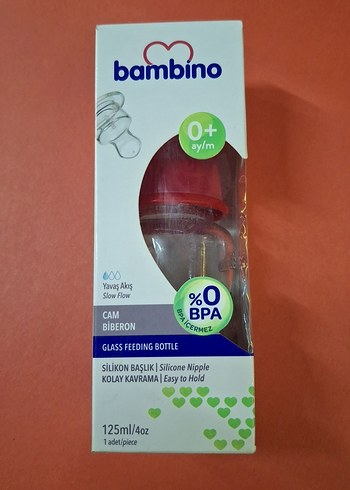 bambino
0+
ay/m
Yavaş Akış
Slow Flow
%0
BPA
BPA İÇERMEZ
CAM
BİBERON
GLASS FEEDING BOTTLE
SİLİKON BAŞLIK | Silicone Nipple
KOLAY KAVRAMA | Easy to Hold
125ml/4oz
1 adet/piece